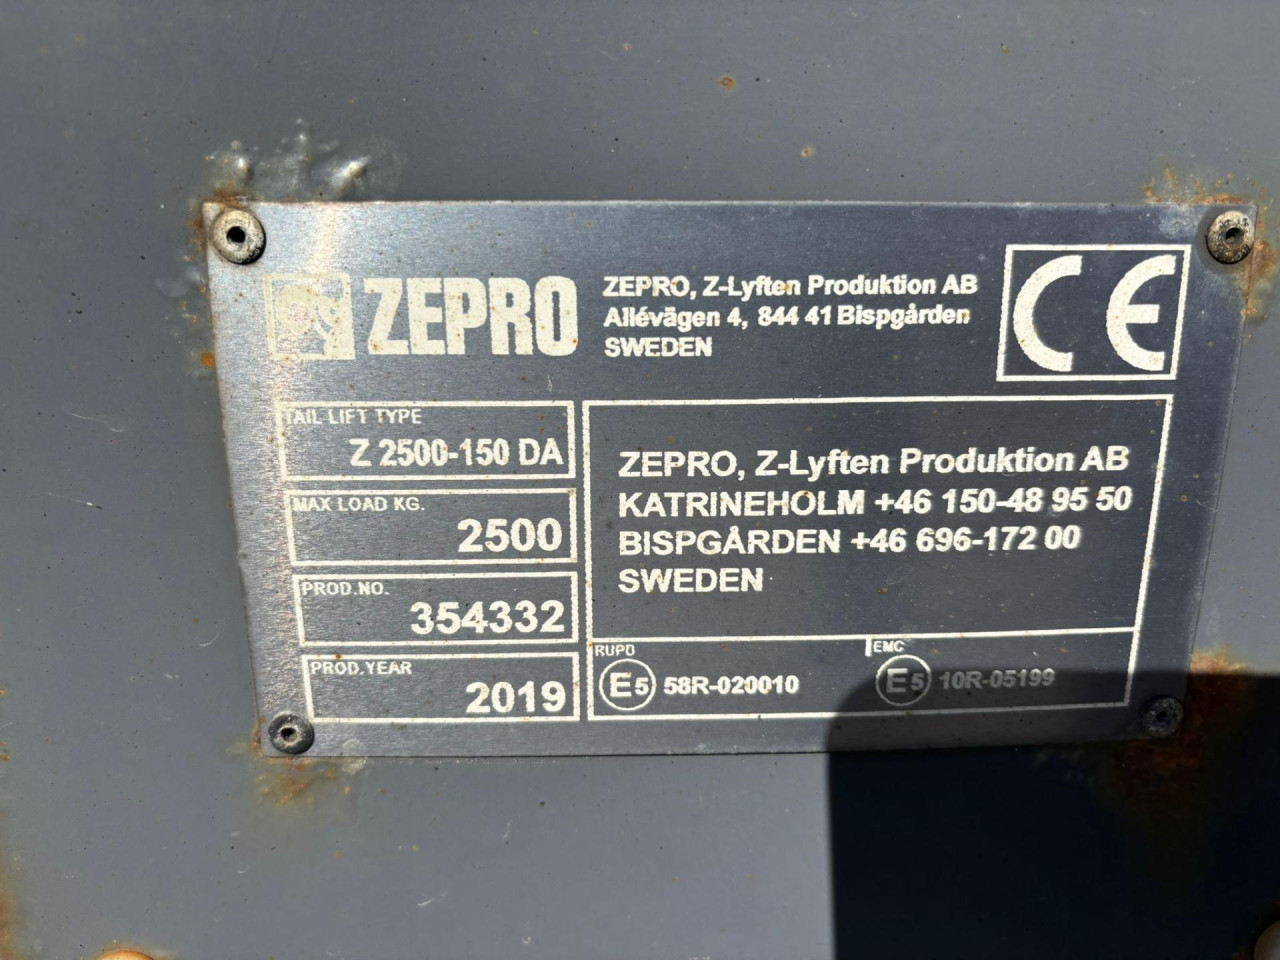 ZEPRO
ZEPRO, Z-Lyften Produktion AB
Allévägen 4, 844 41 Bispgården
SWEDEN
CE
TAIL LIFT TYPE
Z 2500-150 DA
MAX LOAD KG.
2500
PROD.NO.
354332
PROD.YEAR
2019
ZEPRO, Z-Lyften Produktion AB
KATRINEHOLM +46 150-48 95 50
BISPGÅRDEN +46 696-172 00
SWEDEN
RUPD
E5 58R-020010
EMC
E5 10R-05199